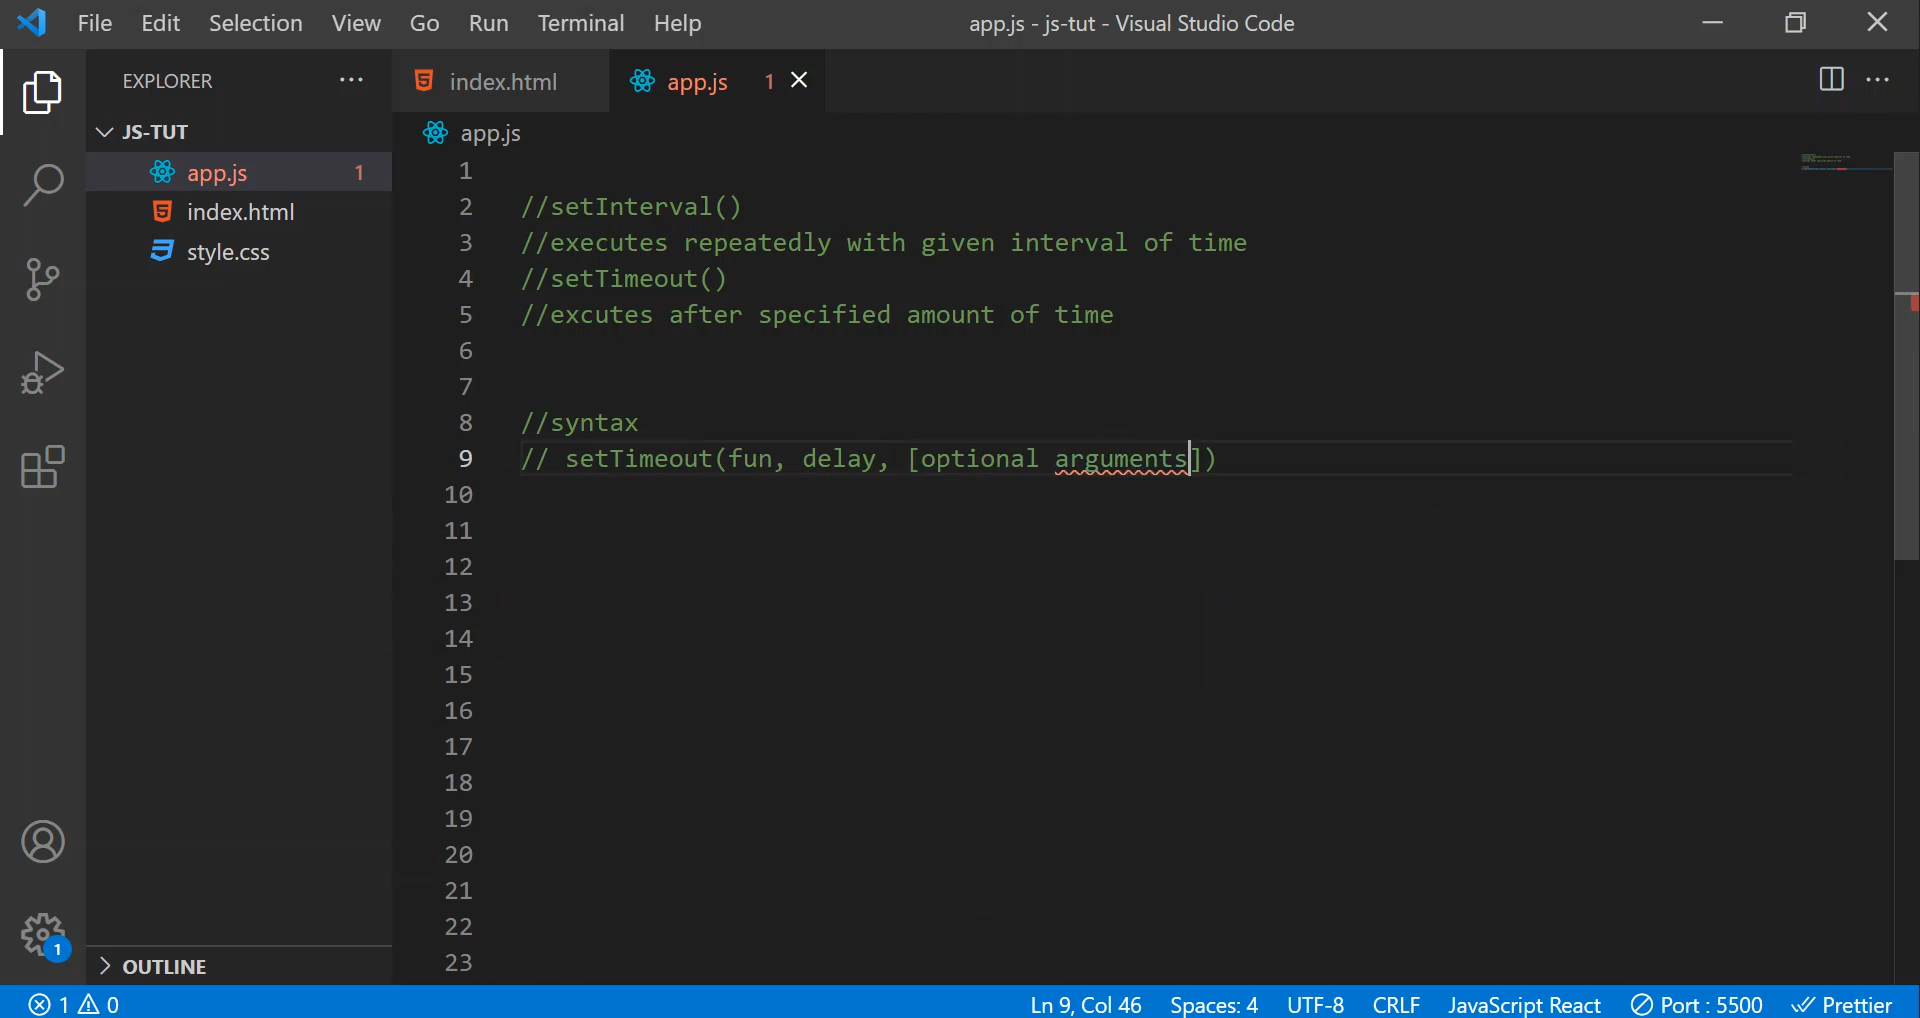 File Edit Selection View Go Run Terminal Help app.js - js-tut - Visual Studio Code
EXPLORER
index.html
app.js 1
JS-TUT
app.js
app.js 1
index.html
style.css
1
2 //setInterval()
3 //executes repeatedly with given interval of time
4 //setTimeout()
5 //excutes after specified amount of time
6
7
8 //syntax
9 // setTimeout(fun, delay, [optional arguments])
10
11
12
13
14
15
16
17
18
19
20
21
22
23
1
OUTLINE
1 0 Ln 9, Col 46 Spaces: 4 UTF-8 CRLF JavaScript React Port : 5500 Prettier